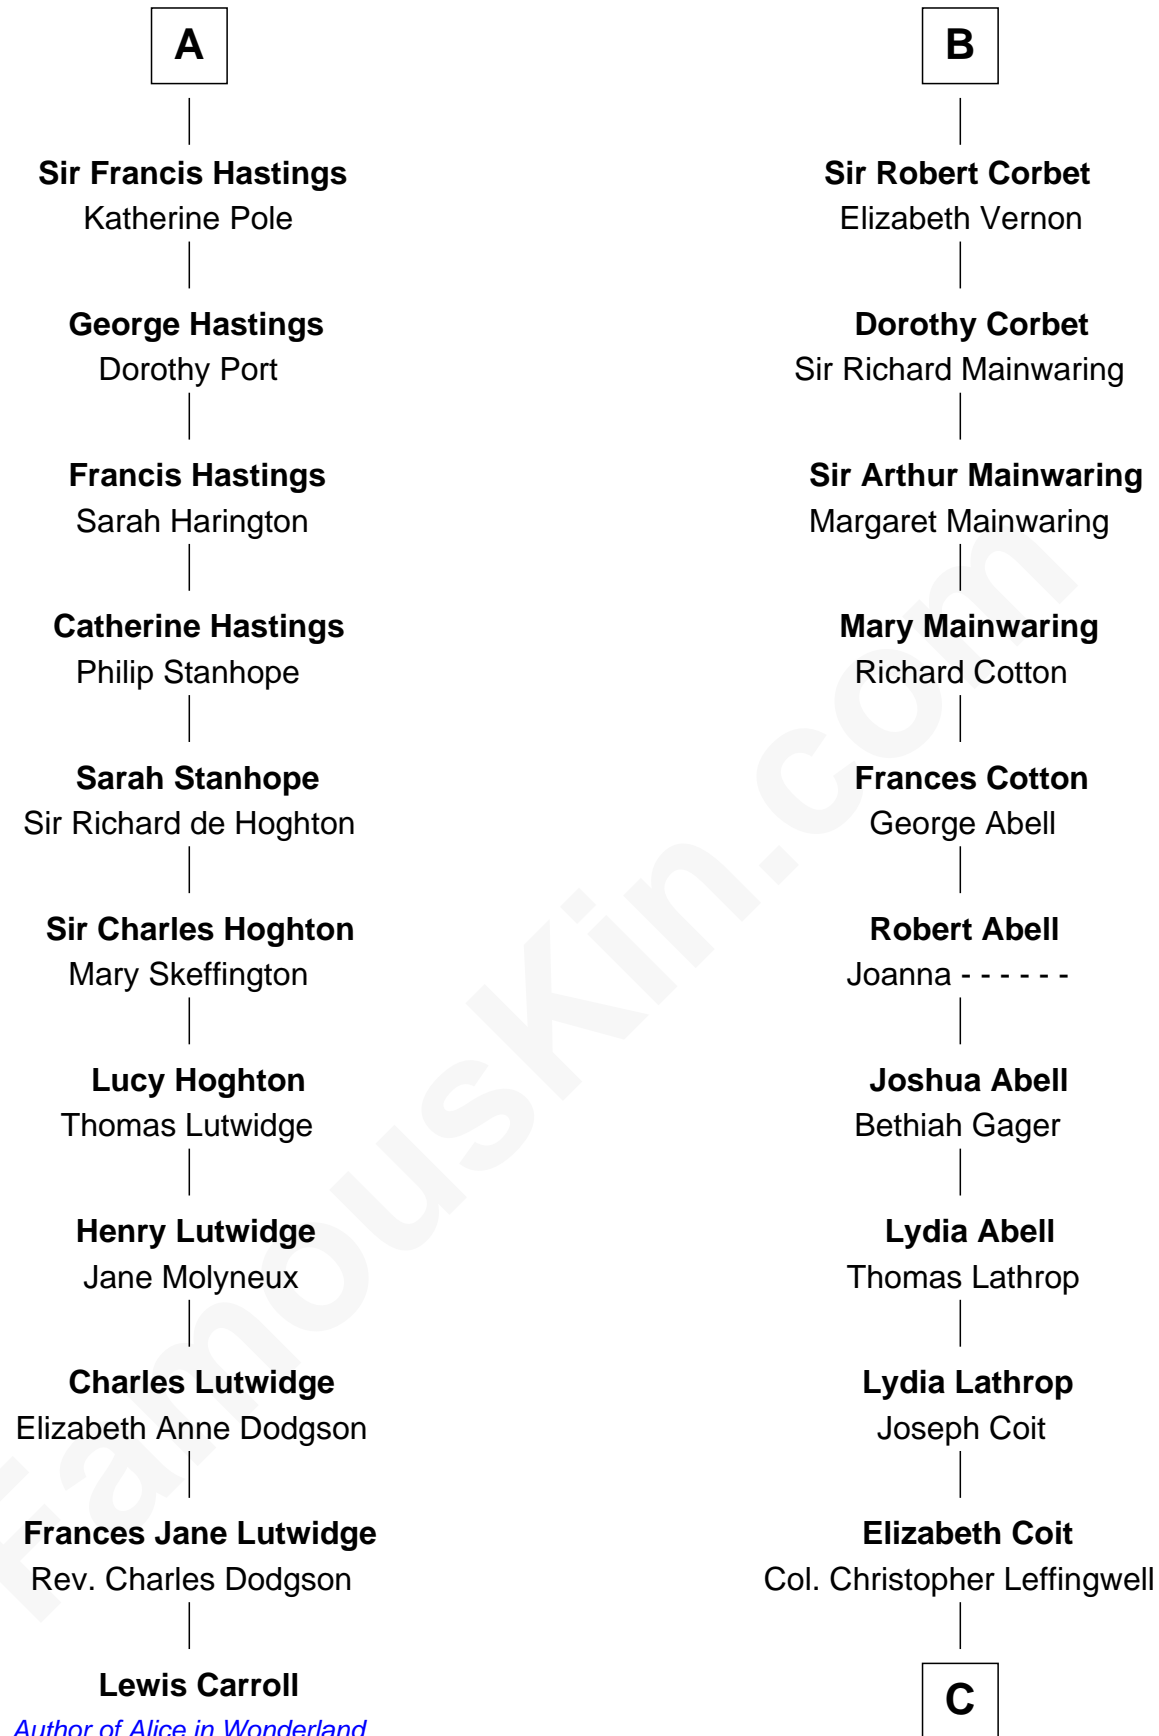 A
Sir Francis Hastings
Katherine Pole
George Hastings
Dorothy Port
Francis Hastings
Sarah Harington
Catherine Hastings
Philip Stanhope
Sarah Stanhope
Sir Richard de Hoghton
Sir Charles Hoghton
Mary Skeffington
Lucy Hoghton
Thomas Lutwidge
Henry Lutwidge
Jane Molyneux
Charles Lutwidge
Elizabeth Anne Dodgson
Frances Jane Lutwidge
Rev. Charles Dodgson
Lewis Carroll
Author of Alice in Wonderland
B
Sir Robert Corbet
Elizabeth Vernon
Dorothy Corbet
Sir Richard Mainwaring
Sir Arthur Mainwaring
Margaret Mainwaring
Mary Mainwaring
Richard Cotton
Frances Cotton
George Abell
Robert Abell
Joanna - - - - - -
Joshua Abell
Bethiah Gager
Lydia Abell
Thomas Lathrop
Lydia Lathrop
Joseph Coit
Elizabeth Coit
Col. Christopher Leffingwell
C
FamousKin.com